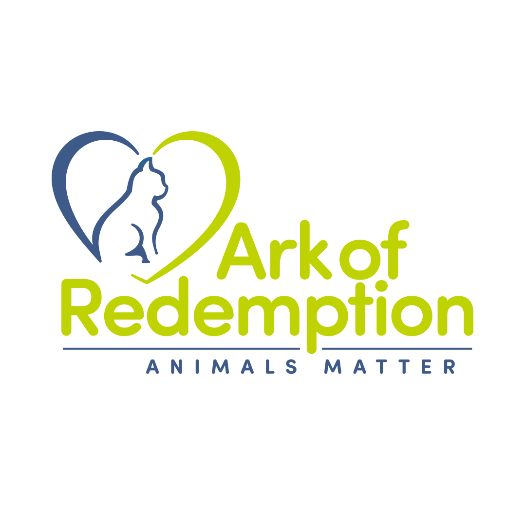 Ark of
Redemption
ANIMALS MATTER